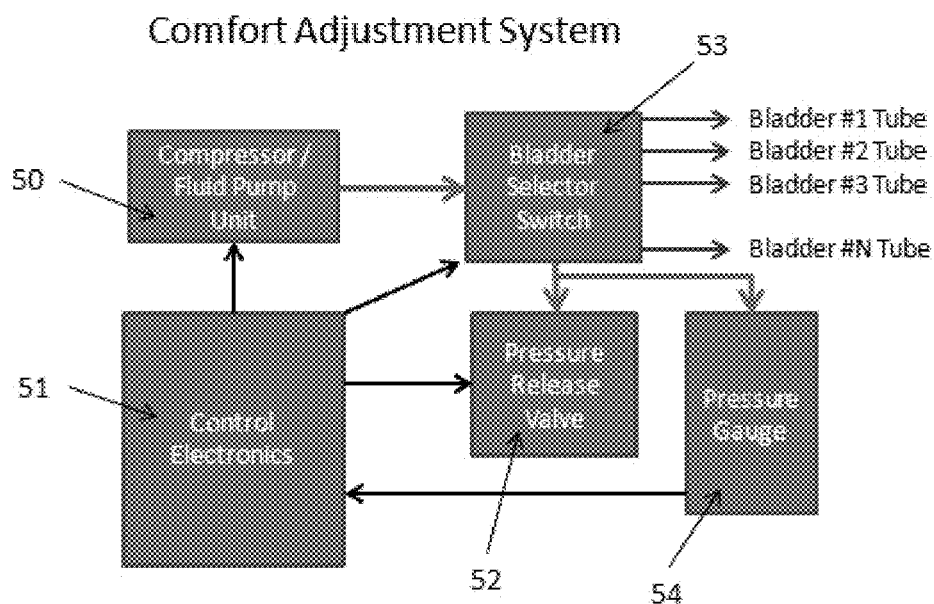 Comfort Adjustment System
53
Bladder #1 Tube
Bladder #2 Tube
Bladder #3 Tube
Bladder #N Tube
50
Compressor /
Fluid Pump
Unit
Bladder
Selector
Switch
51
Control
Electronics
Pressure
Release
Valve
Pressure
Gauge
52
54